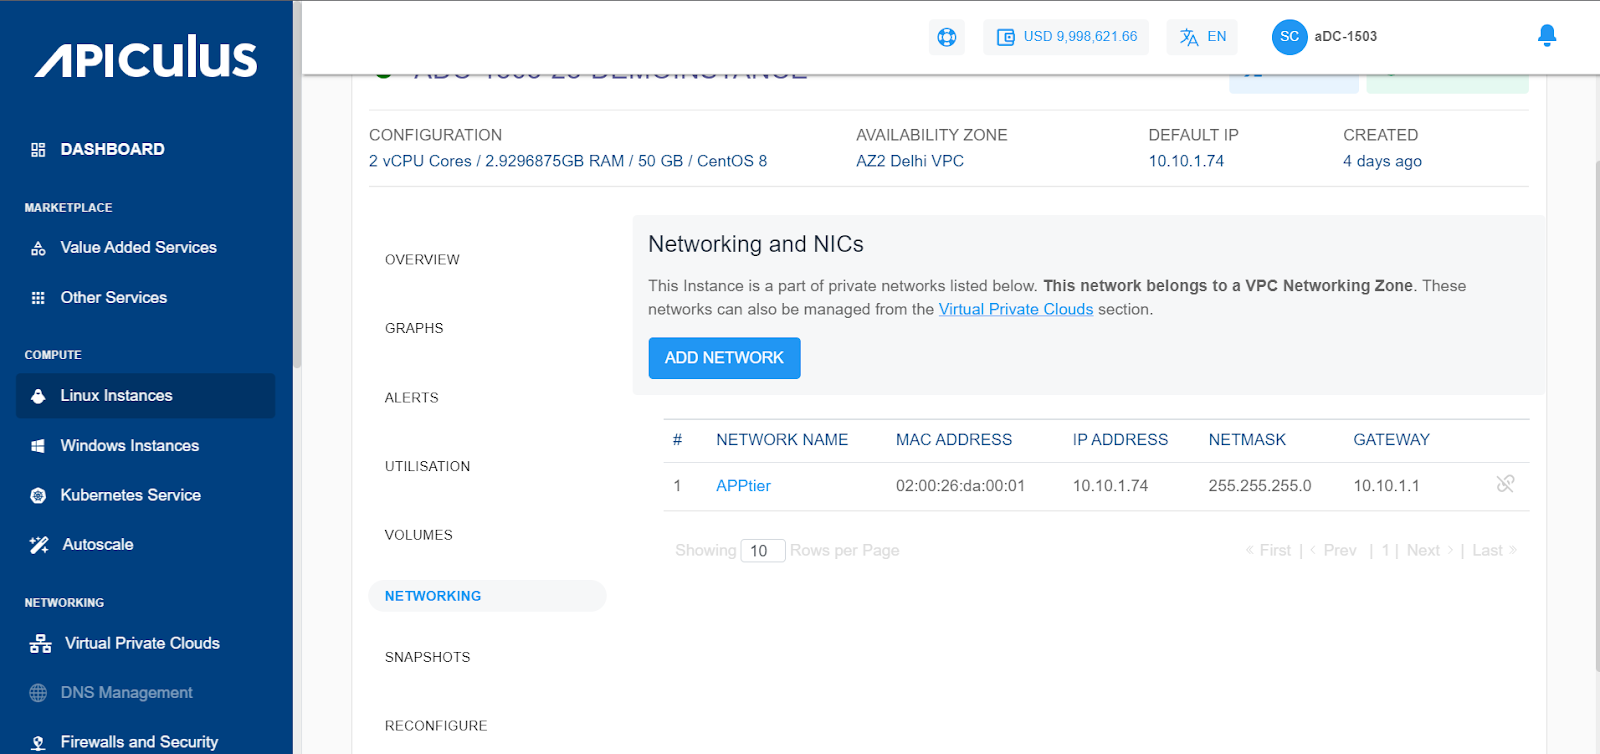 APICULUS
USD 9,998,621.66
EN
SC
aDC-1503
DASHBOARD
MARKETPLACE
Value Added Services
Other Services
COMPUTE
Linux Instances
Windows Instances
Kubernetes Service
Autoscale
NETWORKING
Virtual Private Clouds
DNS Management
Firewalls and Security
CONFIGURATION
2 vCPU Cores / 2.9296875GB RAM / 50 GB / CentOS 8
AVAILABILITY ZONE
AZ2 Delhi VPC
DEFAULT IP
10.10.1.74
CREATED
4 days ago
OVERVIEW
GRAPHS
ALERTS
UTILISATION
VOLUMES
NETWORKING
SNAPSHOTS
RECONFIGURE
Networking and NICs
This Instance is a part of private networks listed below. This network belongs to a VPC Networking Zone. These
networks can also be managed from the Virtual Private Clouds section.
ADD NETWORK
# NETWORK NAME MAC ADDRESS IP ADDRESS NETMASK GATEWAY
1 APPtier 02:00:26:da:00:01 10.10.1.74 255.255.255.0 10.10.1.1
Showing 10 Rows per Page
« First | ‹ Prev | 1 | Next › | Last »